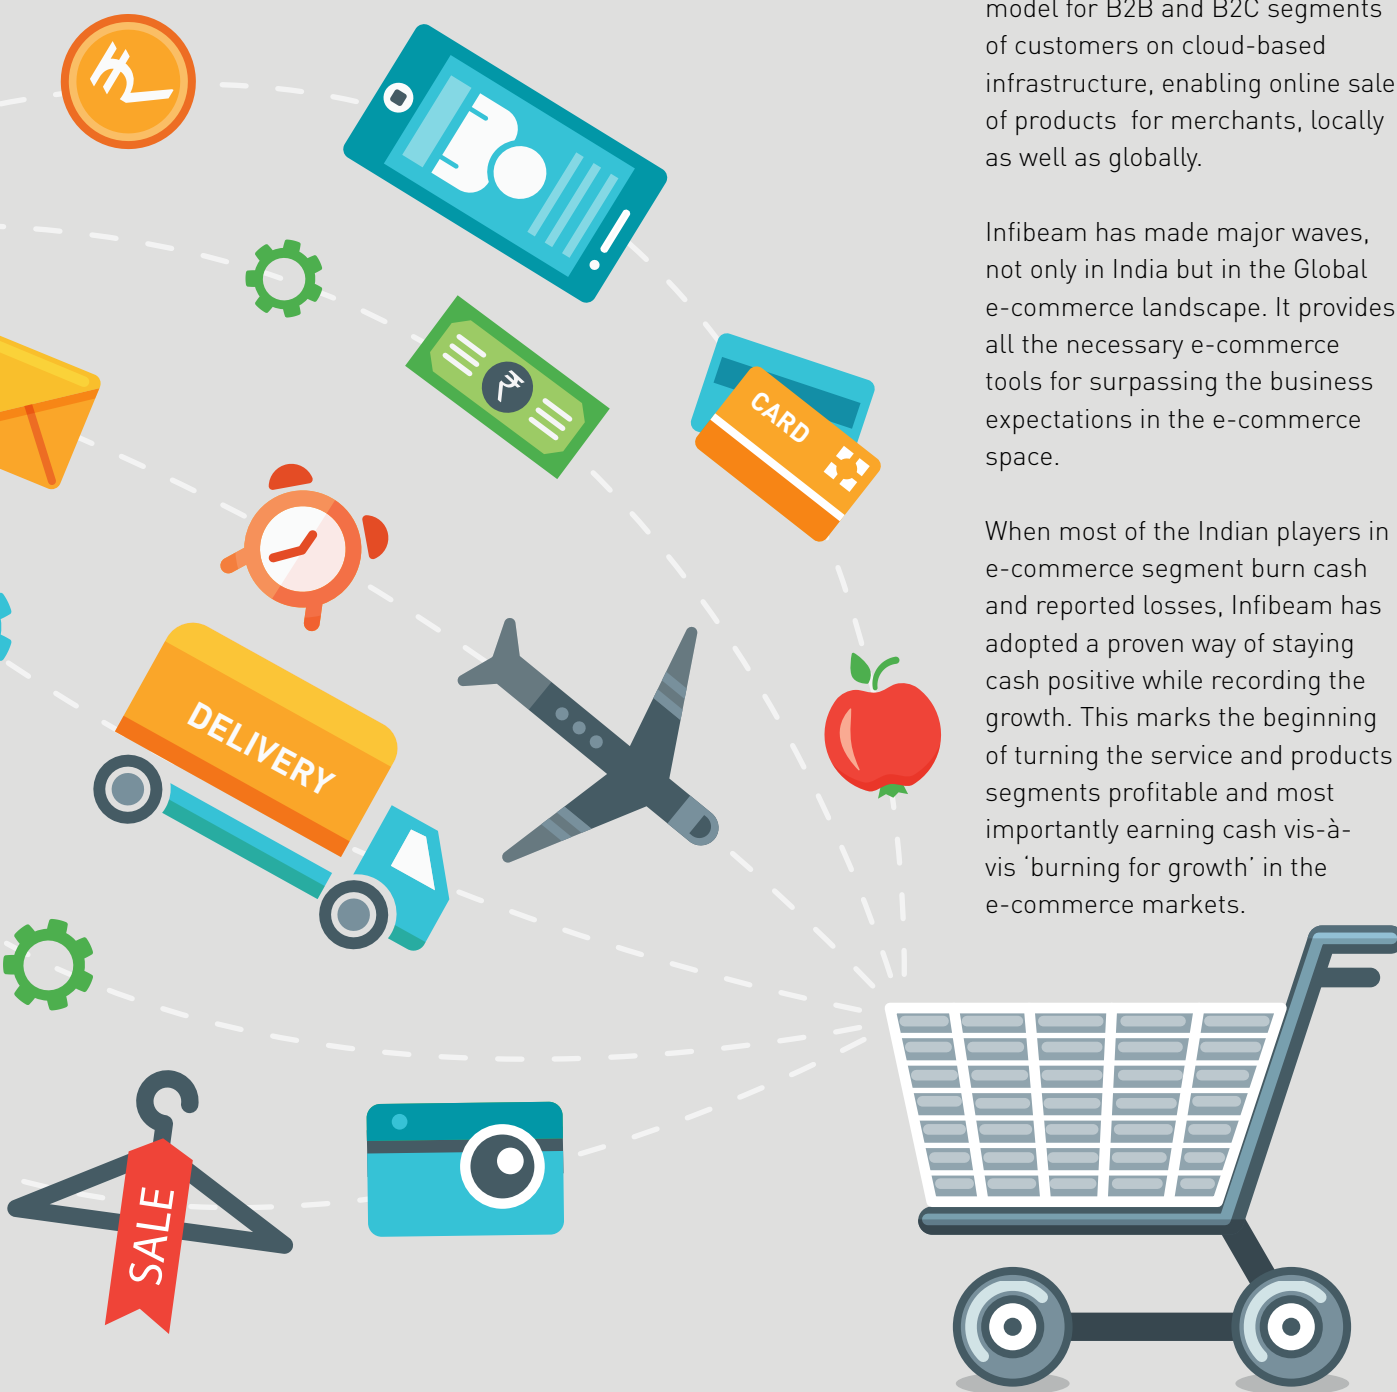 model for B2B and B2C segments
of customers on cloud-based
infrastructure, enabling online sale
of products for merchants, locally
as well as globally.
Infibeam has made major waves,
not only in India but in the Global
e-commerce landscape. It provides
all the necessary e-commerce
tools for surpassing the business
expectations in the e-commerce
space.
When most of the Indian players in
e-commerce segment burn cash
and reported losses, Infibeam has
adopted a proven way of staying
cash positive while recording the
growth. This marks the beginning
of turning the service and products
segments profitable and most
importantly earning cash vis-à-
vis ‘burning for growth’ in the
e-commerce markets.
₹
₹
CARD
DELIVERY
SALE